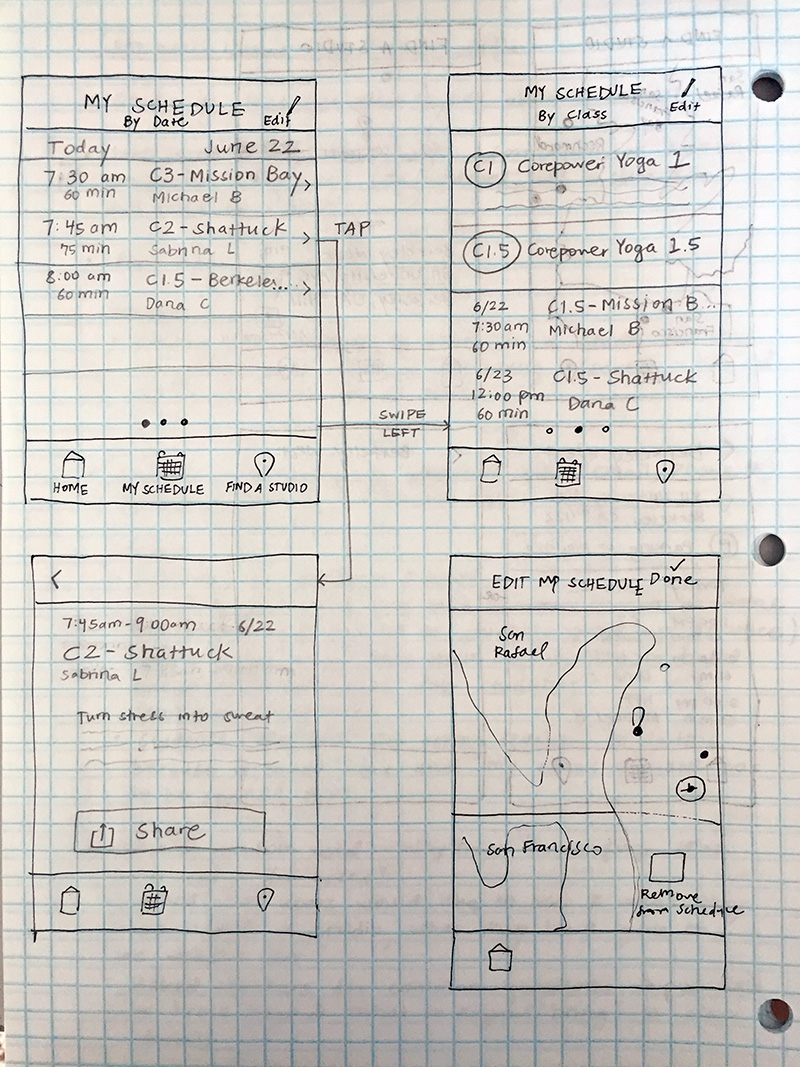 MY SCHEDULE
By Date
Edit
Today June 22
7:30 am C3-Mission Bay
60 min Michael B
7:45 am C2-Shattuck
75 min Sabrina L
8:00 am C1.5-Berkeley...
60 min Dana C
HOME MY SCHEDULE FIND A STUDIO
TAP
SWIPE
LEFT
MY SCHEDULE
By Class
Edit
C1 Corepower Yoga 1
C1.5 Corepower Yoga 1.5
6/22 C1.5-Mission B..
7:30am Michael B
60 min
6/23 C1.5-Shattuck
12:00 pm Dana C
60 min
<
7:45am-9:00am 6/22
C2-Shattuck
Sabrina L
Turn stress into sweat
Share
EDIT MY SCHEDULE Done
San
Rafael
San Francisco
Remove
from Schedule